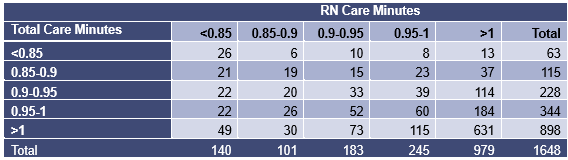 RN Care Minutes
Total Care Minutes <0.85 0.85-0.9 0.9-0.95 0.95-1 >1 Total
<0.85 26 6 10 8 13 63
0.85-0.9 21 19 15 23 37 115
0.9-0.95 22 20 33 39 114 228
0.95-1 22 26 52 60 184 344
>1 49 30 73 115 631 898
Total 140 101 183 245 979 1648